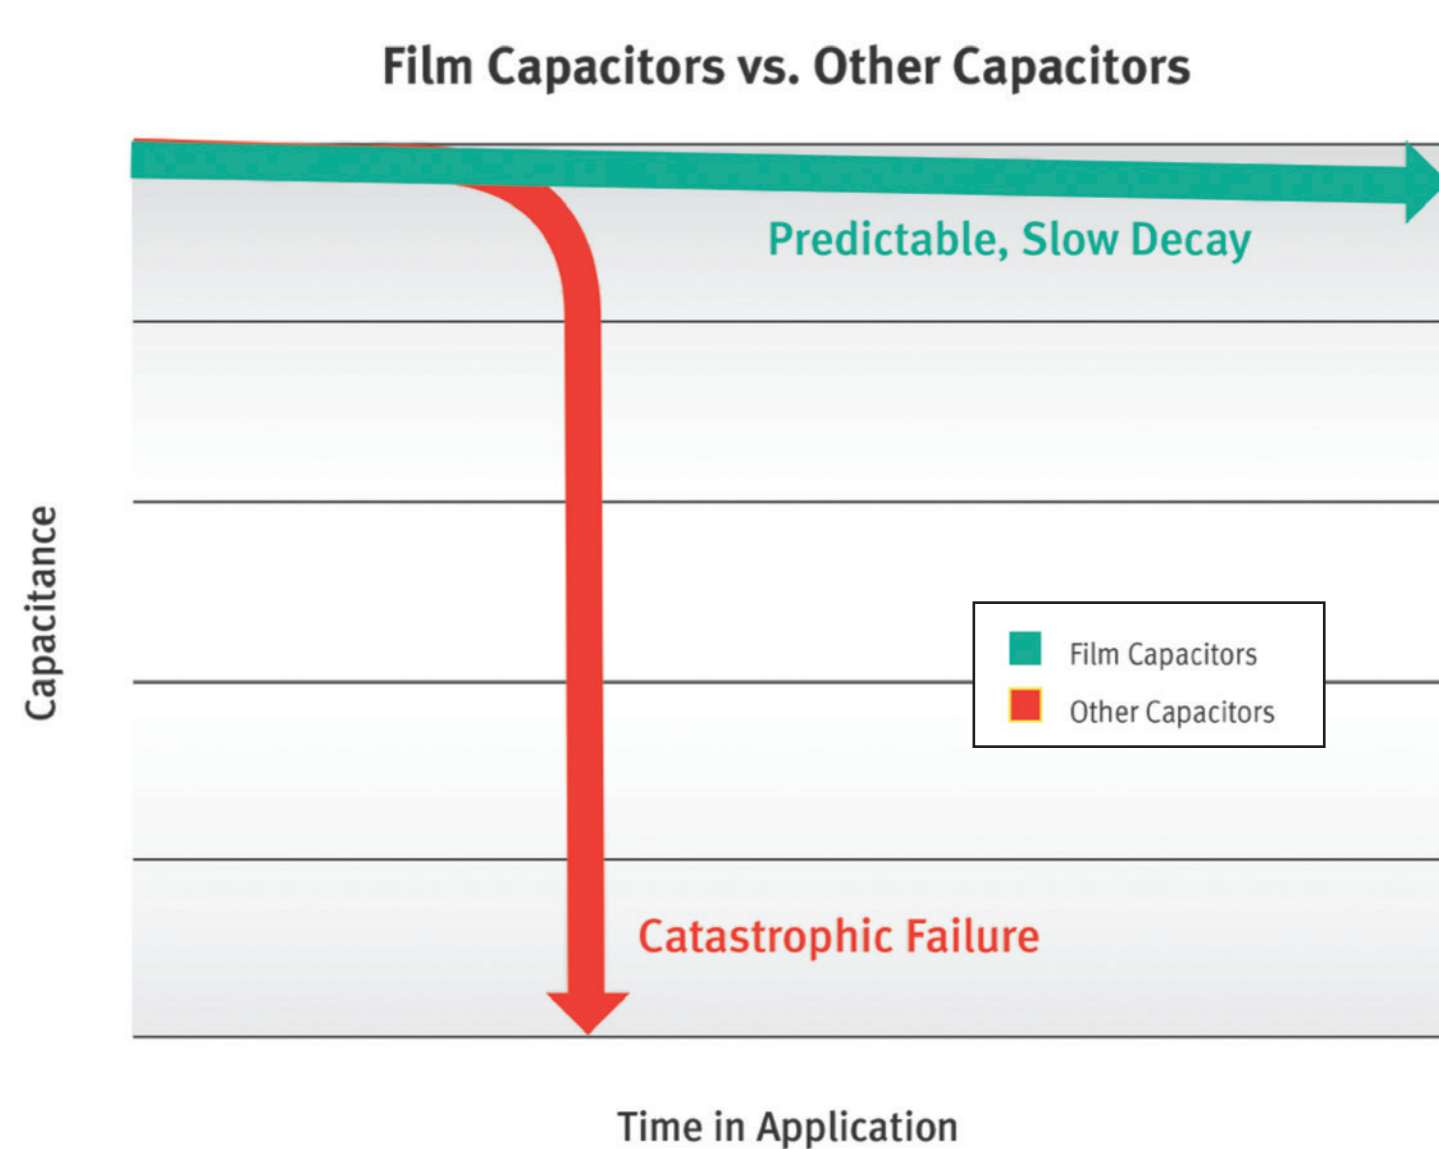 Film Capacitors vs. Other Capacitors
Predictable, Slow Decay
Capacitance
Film Capacitors
Other Capacitors
Catastrophic Failure
Time in Application